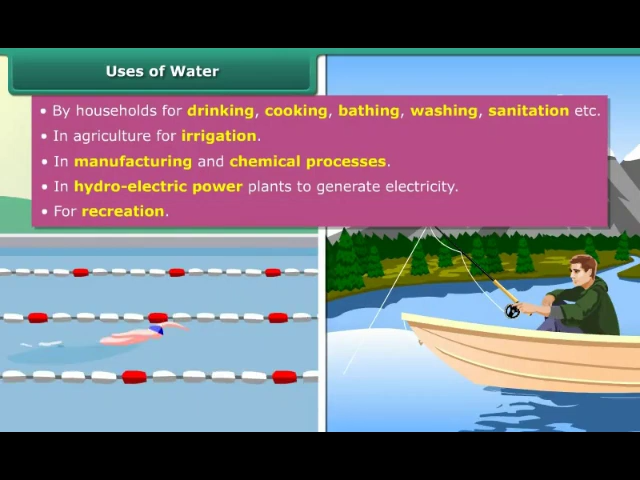 Uses of Water
• By households for drinking, cooking, bathing, washing, sanitation etc.
• In agriculture for irrigation.
• In manufacturing and chemical processes.
• In hydro-electric power plants to generate electricity.
• For recreation.